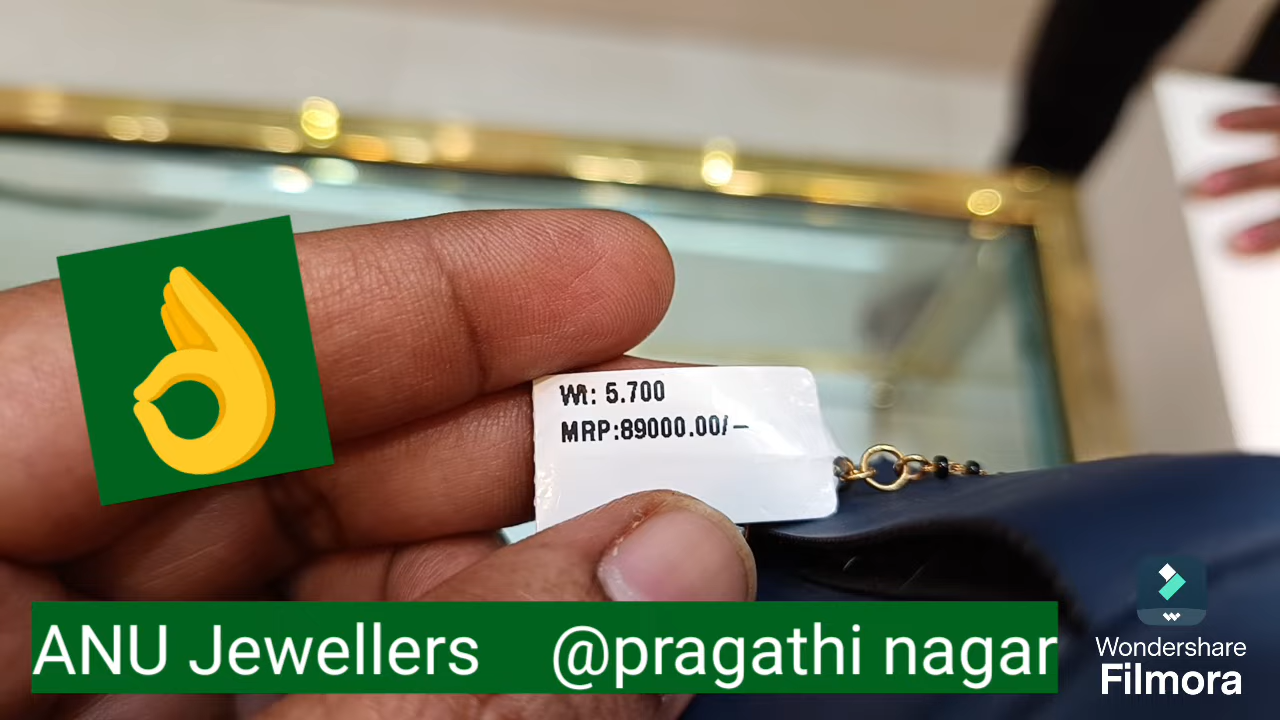 Wt: 5.700
MRP:89000.00/-
ANU Jewellers @pragathi nagar
Wondershare
Filmora